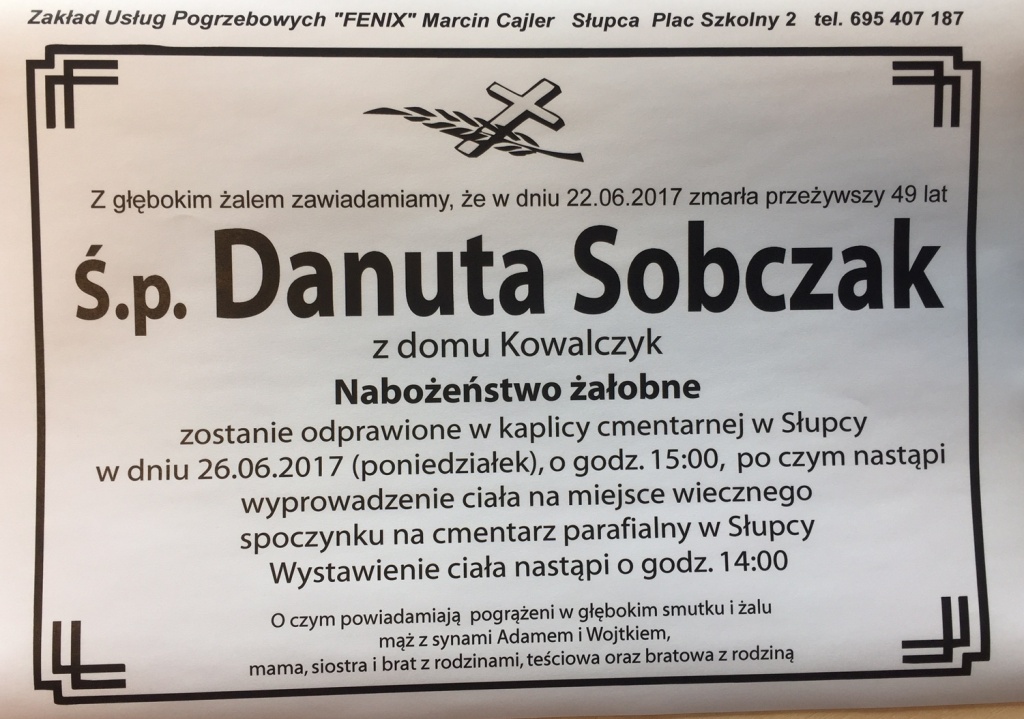 Zakład Usług Pogrzebowych "FENIX" Marcin Cajler Słupca Plac Szkolny 2 tel. 695 407 187
Z głębokim żalem zawiadamiamy, że w dniu 22.06.2017 zmarła przeżywszy 49 lat
Ś.p. Danuta Sobczak
z domu Kowalczyk
Nabożeństwo żałobne
zostanie odprawione w kaplicy cmentarnej w Słupcy
w dniu 26.06.2017 (poniedziałek), o godz. 15:00, po czym nastąpi
wyprowadzenie ciała na miejsce wiecznego
spoczynku na cmentarz parafialny w Słupcy
Wystawienie ciała nastąpi o godz. 14:00
O czym powiadamiają pogrążeni w głębokim smutku i żalu
mąż z synami Adamem i Wojtkiem,
mama, siostra i brat z rodzinami, teściowa oraz bratowa z rodziną